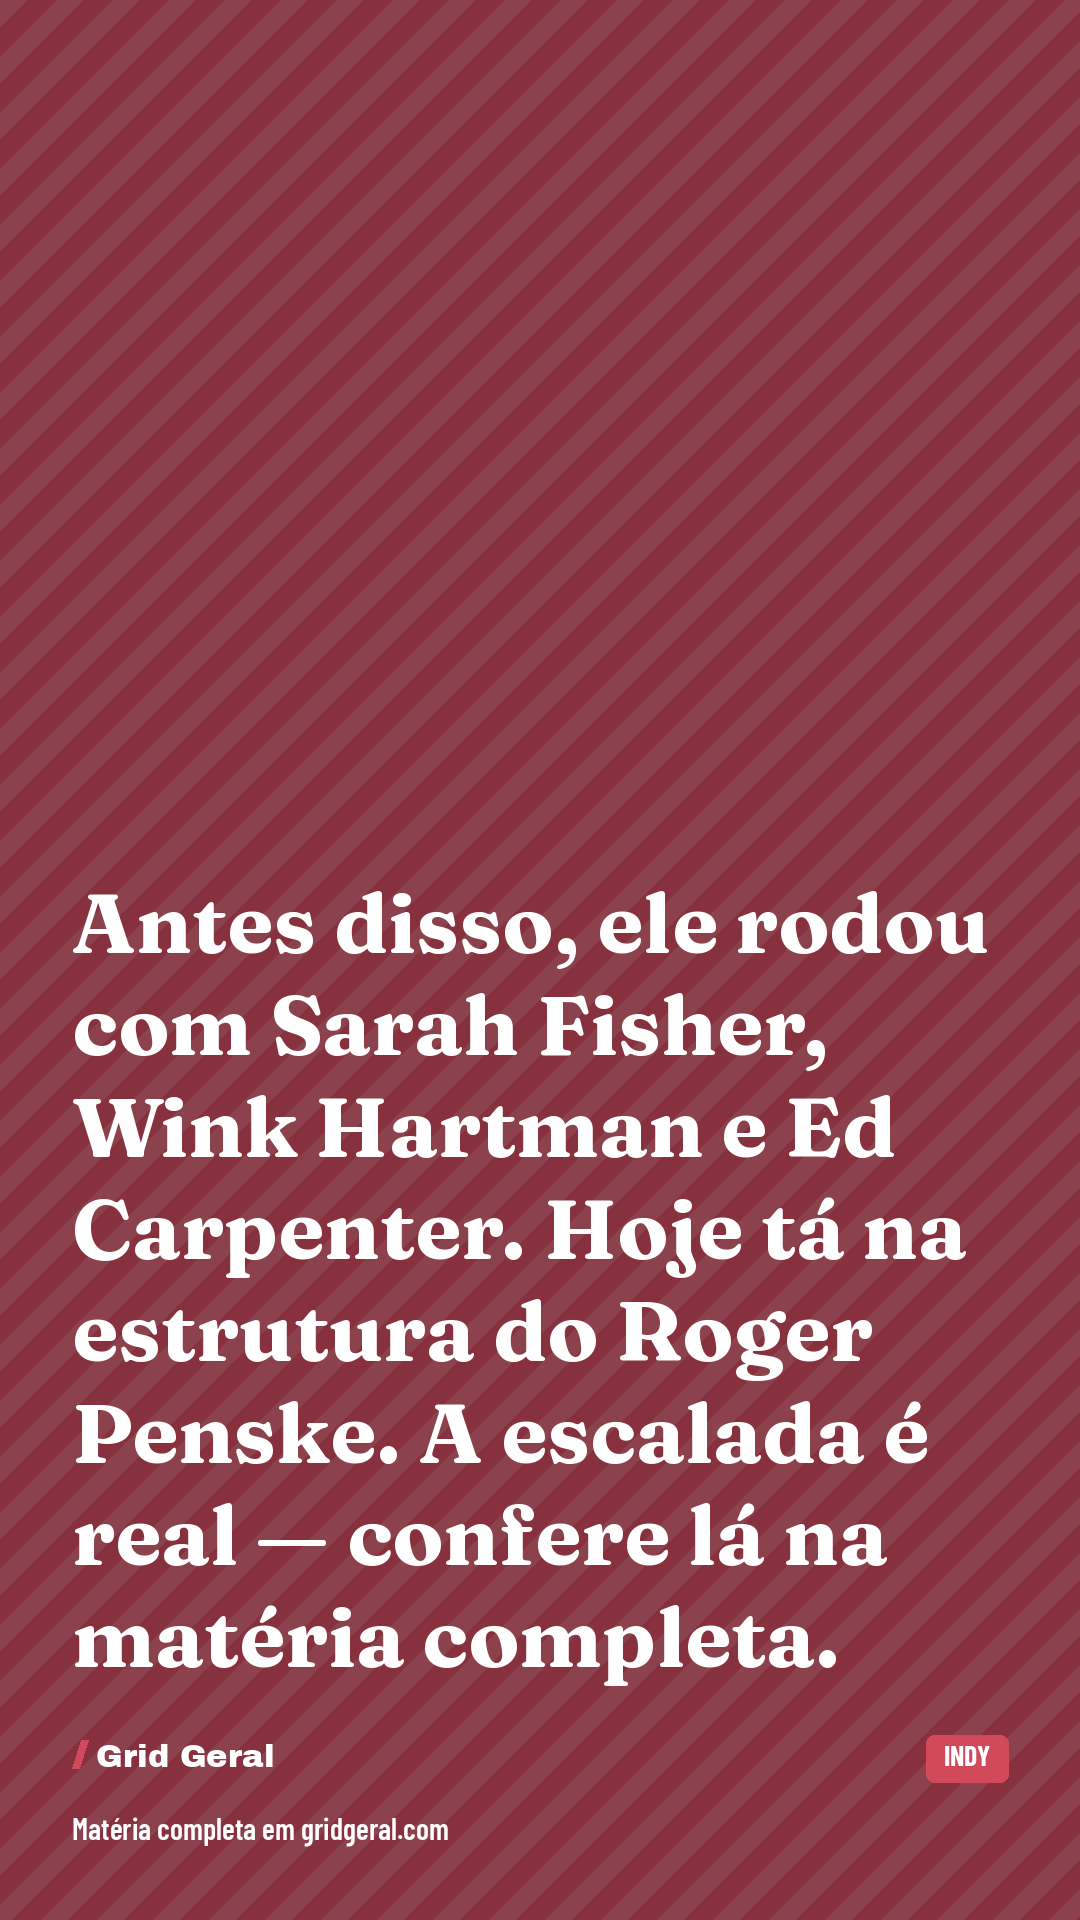 Antes disso, ele rodou
com Sarah Fisher,
Wink Hartman e Ed
Carpenter. Hoje tá na
estrutura do Roger
Penske. A escalada é
real — confere lá na
matéria completa.
/ Grid Geral
INDY
Matéria completa em gridgeral.com